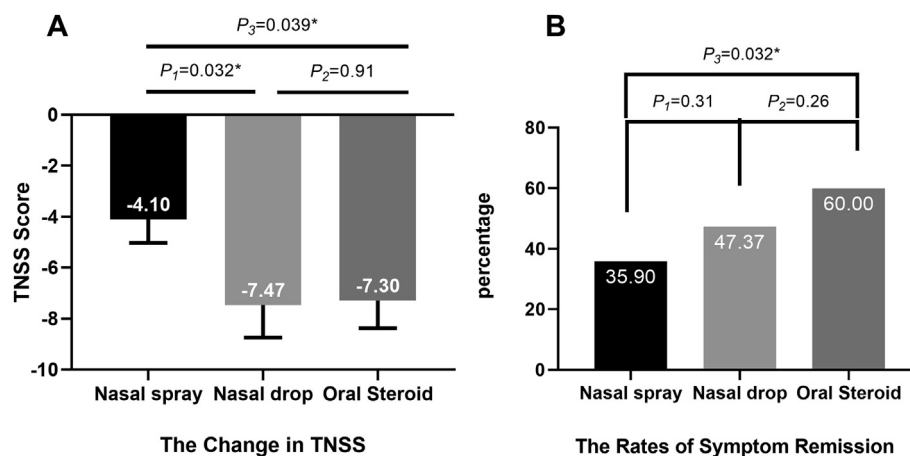 A
P3=0.039*
P1=0.032*
P2=0.91
0
-2
-4
-6
-8
-10
TNSS Score
-4.10
-7.47
-7.30
Nasal spray
Nasal drop
Oral Steroid
The Change in TNSS
B
P3=0.032*
P1=0.31
P2=0.26
80
60
40
20
0
percentage
35.90
47.37
60.00
Nasal spray
Nasal drop
Oral Steroid
The Rates of Symptom Remission